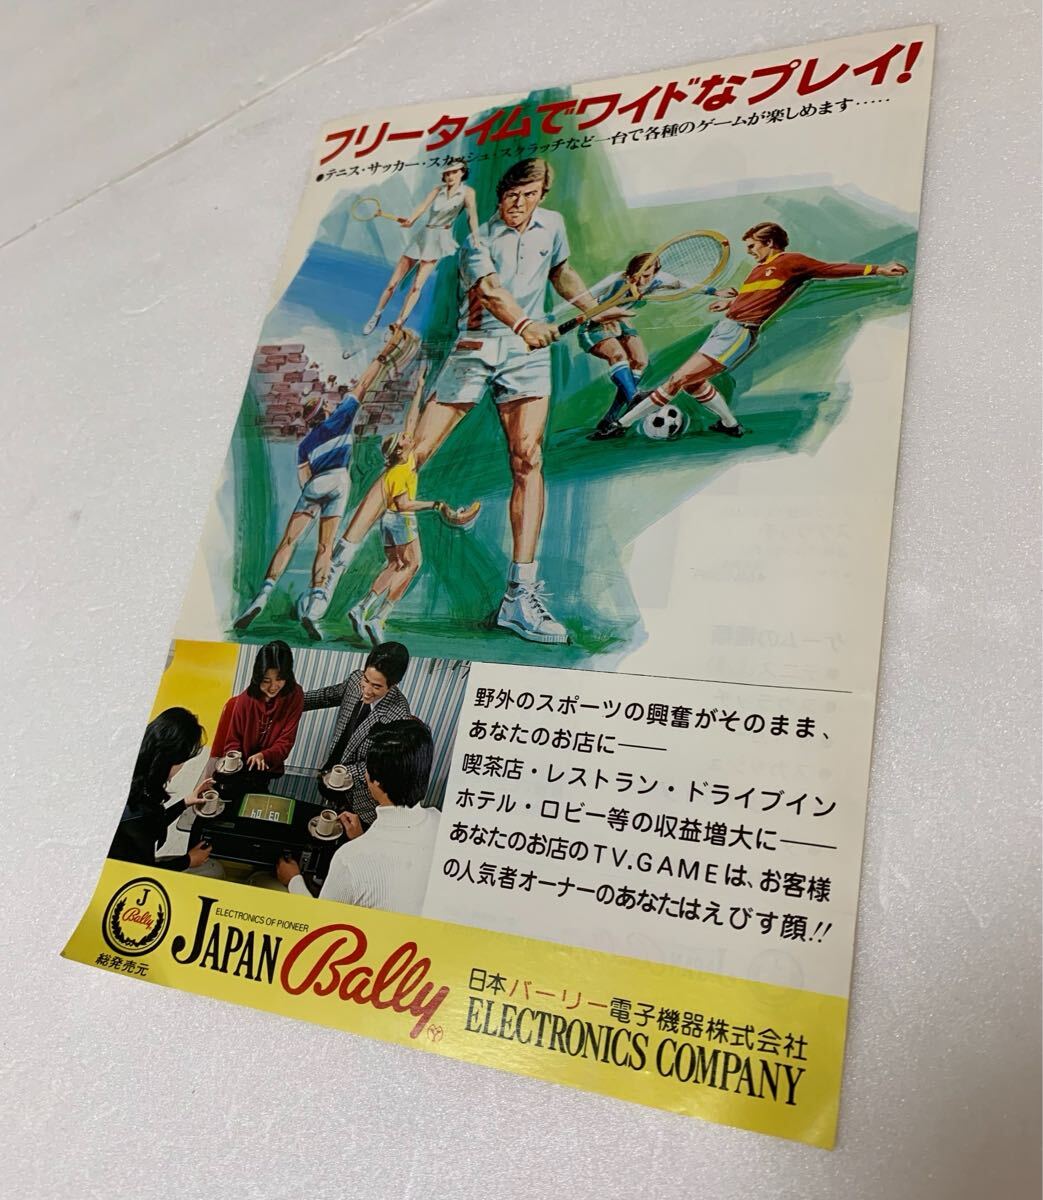 フリータイムでワイドなプレイ!
●テニス・サッカー・スカッシュ・スクラッチなど一台で各種のゲームが楽しめます‥‥‥
野外のスポーツの興奮がそのまま、
あなたのお店に――
喫茶店・レストラン・ドライブイン
ホテル・ロビー等の収益増大に――
あなたのお店のTV.GAMEは、お客様
の人気者オーナーのあなたはえびす顔!!
J
Bally
総発売元
ELECTRONICS OF PIONEER
JAPAN Bally
日本バーリー電子機器株式会社
ELECTRONICS COMPANY